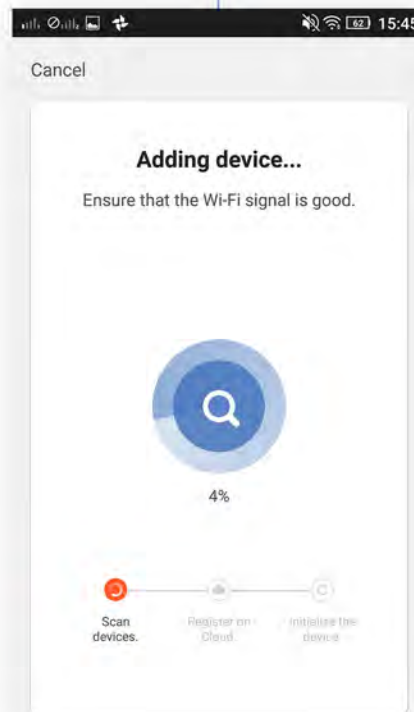 62 15:45
Cancel
Adding device...
Ensure that the Wi-Fi signal is good.
4%
Scan
devices.
Register on
Cloud.
Initialize the
device